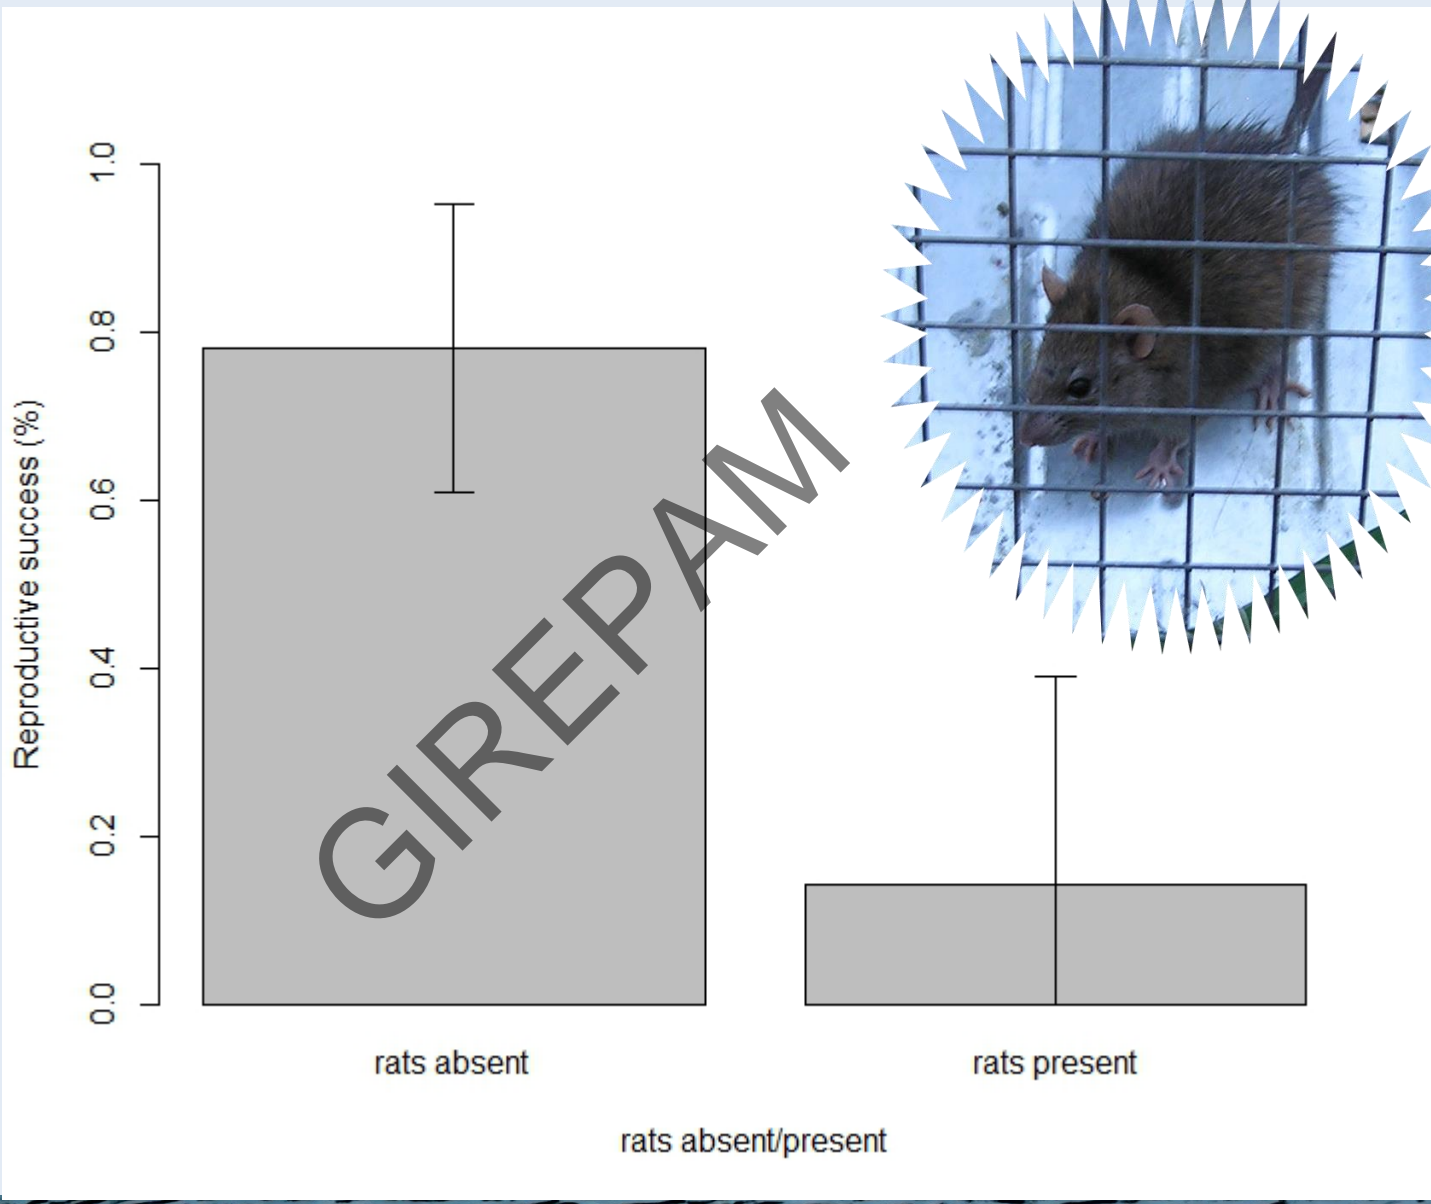 Reproductive success (%)
1.0
0.8
0.6
0.4
0.2
0.0
GIREPAM
rats absent
rats present
rats absent/present